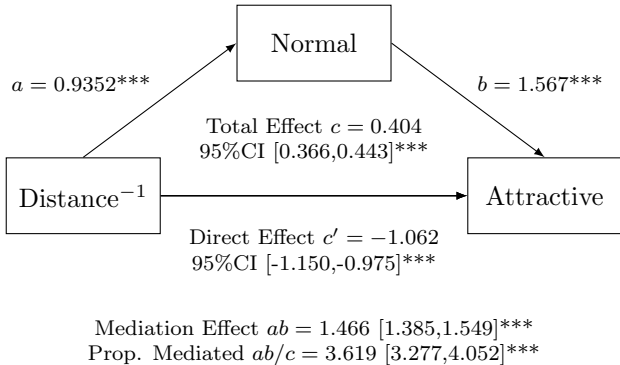 Normal
a = 0.9352***
b = 1.567***
Total Effect c = 0.404
95%CI [0.366,0.443]***
Distance⁻¹
Attractive
Direct Effect c′ = −1.062
95%CI [-1.150,-0.975]***
Mediation Effect ab = 1.466 [1.385,1.549]***
Prop. Mediated ab/c = 3.619 [3.277,4.052]***